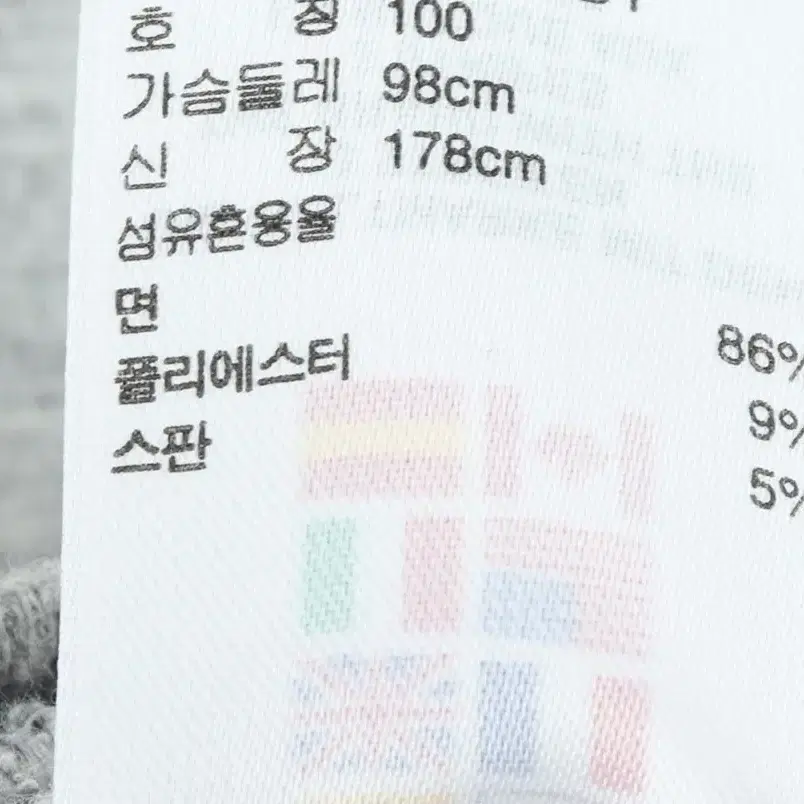 호 칭 100
가슴둘레 98cm
신 장 178cm
섬유혼용율
면 86%
폴리에스터 9%
스판 5%